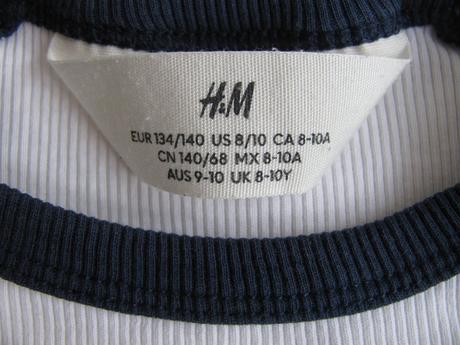 H&M
EUR 134/140 US 8/10 CA 8-10A
CN 140/68 MX 8-10A
AUS 9-10 UK 8-10Y